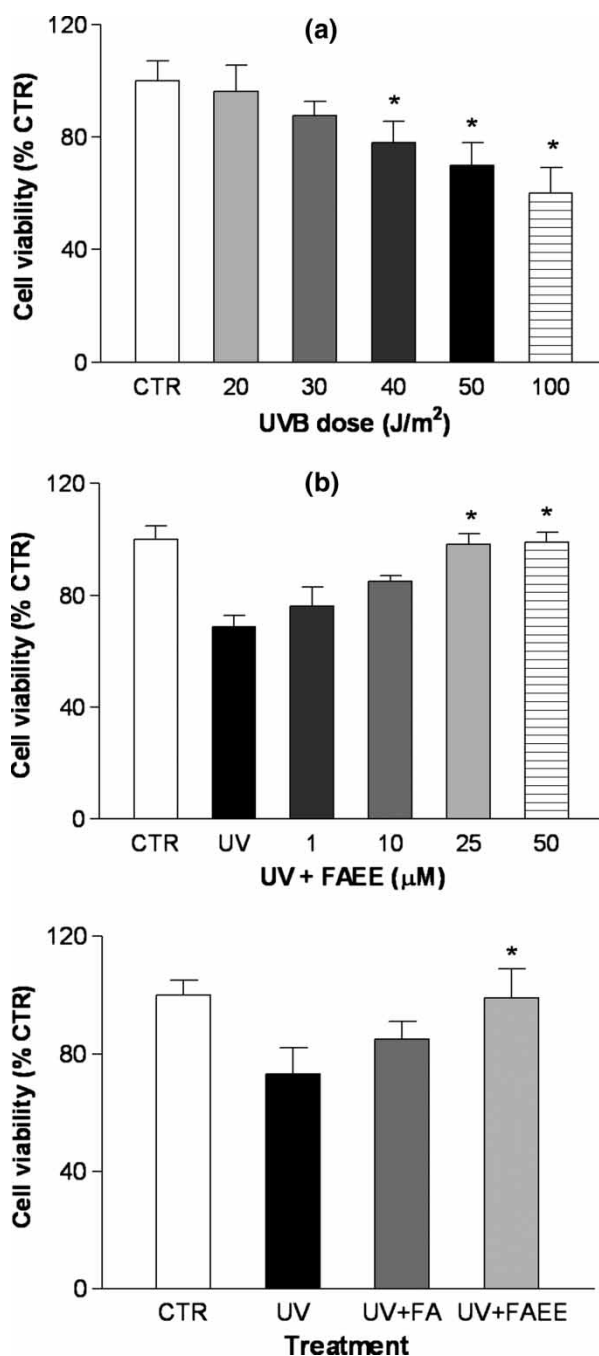 (a)
120
80
40
0
Cell viability (% CTR)
*
*
*
CTR 20 30 40 50 100
UVB dose (J/m²)
(b)
120
80
40
0
Cell viability (% CTR)
*
*
CTR UV 1 10 25 50
UV + FAEE (μM)
120
80
40
0
Cell viability (% CTR)
*
CTR UV UV+FA UV+FAEE
Treatment